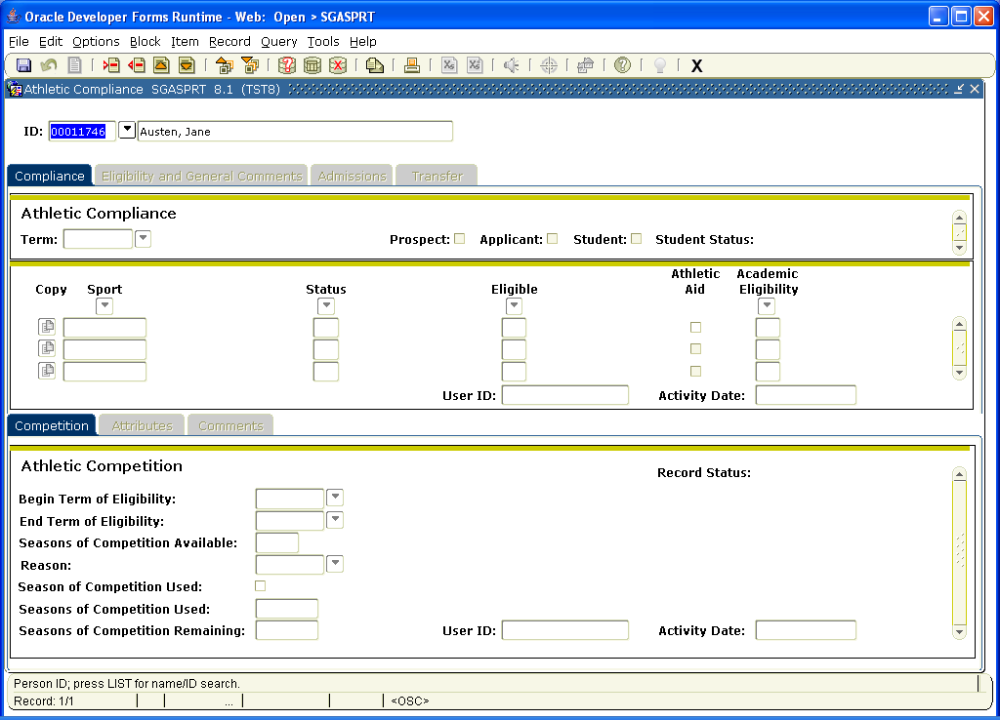 Oracle Developer Forms Runtime - Web: Open > SGASPRT
File Edit Options Block Item Record Query Tools Help
X
Athletic Compliance SGASPRT 8.1 (TST8)
ID: 00011746 Austen, Jane
Compliance Eligibility and General Comments Admissions Transfer
Athletic Compliance
Term: Prospect: Applicant: Student: Student Status:
Athletic Academic
Copy Sport Status Eligible Aid Eligibility
User ID: Activity Date:
Competition Attributes Comments
Athletic Competition
Record Status:
Begin Term of Eligibility:
End Term of Eligibility:
Seasons of Competition Available:
Reason:
Season of Competition Used:
Seasons of Competition Used:
Seasons of Competition Remaining: User ID: Activity Date:
Person ID; press LIST for name/ID search.
Record: 1/1 ... <OSC>